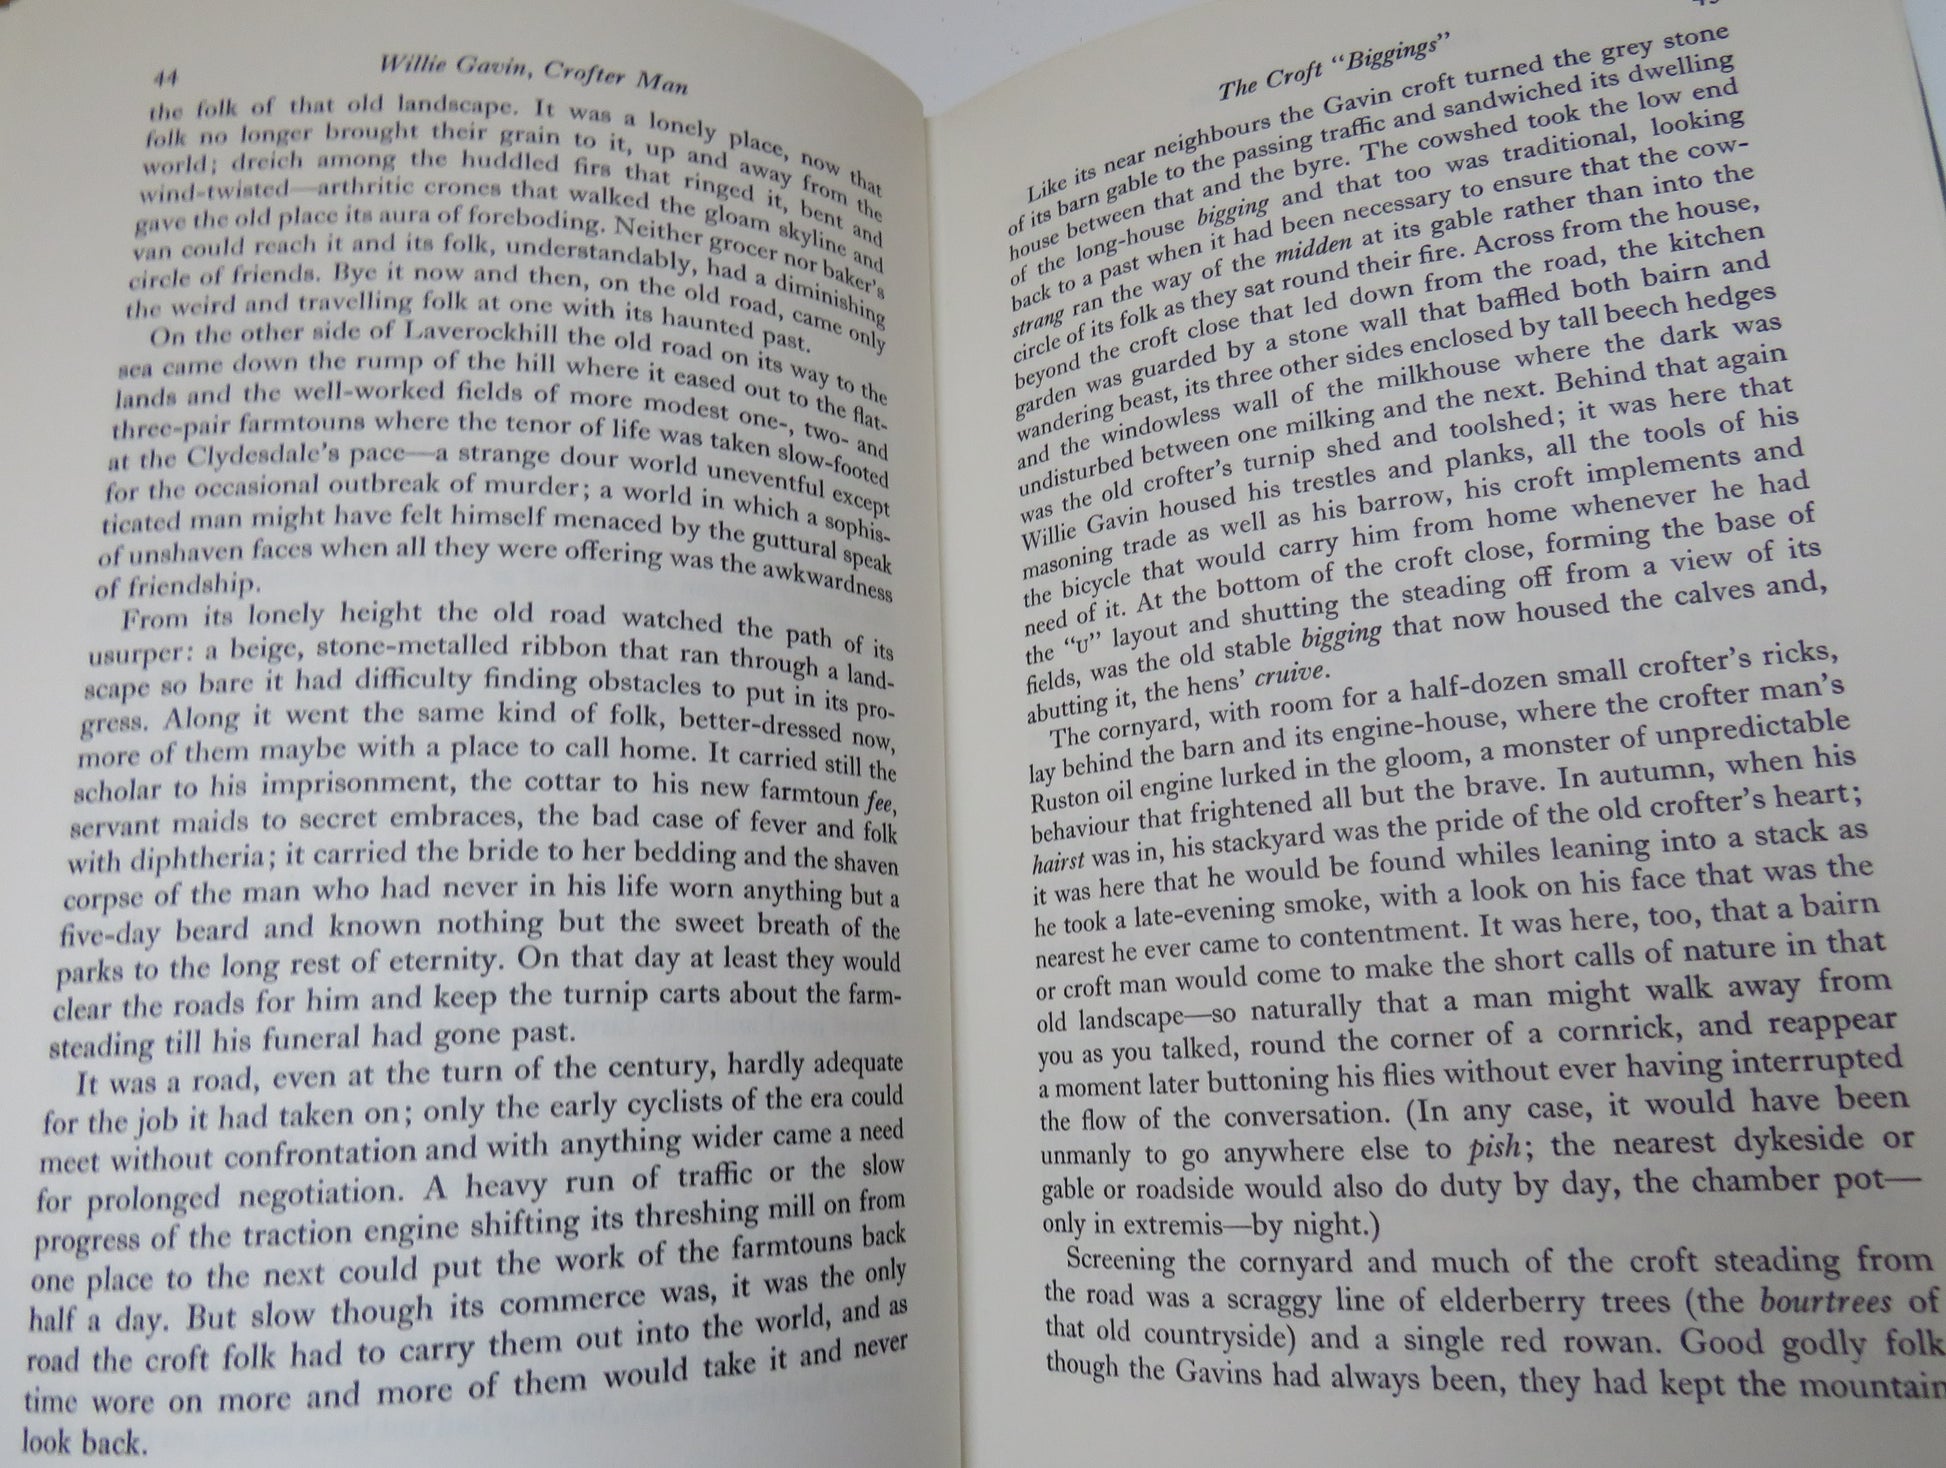 44
Willie Gavin, Crofter Man
the folk of that old landscape. It was a lonely place, now that
folk no longer brought their grain to it, up and away from the
world; dreich among the huddled firs that ringed it, bent and
wind-twisted—arthritic crones that walked the gloam skyline and
gave the old place its aura of foreboding. Neither grocer nor baker's
van could reach it and its folk, understandably, had a diminishing
circle of friends. Bye it now and then, on the old road, came only
the weird and travelling folk at one with its haunted past.
On the other side of Laverockhill the old road on its way to the
sea came down the rump of the hill where it eased out to the flat-
lands and the well-worked fields of more modest one-, two- and
three-pair farmtouns where the tenor of life was taken slow-footed
at the Clydesdale's pace—a strange dour world uneventful except
for the occasional outbreak of murder; a world in which a sophis-
ticated man might have felt himself menaced by the guttural speak
of unshaven faces when all they were offering was the awkwardness
of friendship.
From its lonely height the old road watched the path of its
usurper: a beige, stone-metalled ribbon that ran through a land-
scape so bare it had difficulty finding obstacles to put in its pro-
gress. Along it went the same kind of folk, better-dressed now,
more of them maybe with a place to call home. It carried still the
scholar to his imprisonment, the cottar to his new farmtoun fee,
servant maids to secret embraces, the bad case of fever and folk
with diphtheria; it carried the bride to her bedding and the shaven
corpse of the man who had never in his life worn anything but a
five-day beard and known nothing but the sweet breath of the
parks to the long rest of eternity. On that day at least they would
clear the roads for him and keep the turnip carts about the farm-
steading till his funeral had gone past.
It was a road, even at the turn of the century, hardly adequate
for the job it had taken on; only the early cyclists of the era could
meet without confrontation and with anything wider came a need
for prolonged negotiation. A heavy run of traffic or the slow
progress of the traction engine shifting its threshing mill on from
one place to the next could put the work of the farmtouns back
half a day. But slow though its commerce was, it was the only
road the croft folk had to carry them out into the world, and as
time wore on more and more of them would take it and never
look back.
The Croft "Biggings"
Like its near neighbours the Gavin croft turned the grey stone
of its barn gable to the passing traffic and sandwiched its dwelling
house between that and the byre. The cowshed took the low end
of the long-house bigging and that too was traditional, looking
back to a past when it had been necessary to ensure that the cow-
strang ran the way of the midden at its gable rather than into the
circle of its folk as they sat round their fire. Across from the house,
beyond the croft close that led down from the road, the kitchen
garden was guarded by a stone wall that baffled both bairn and
wandering beast, its three other sides enclosed by tall beech hedges
and the windowless wall of the milkhouse where the dark was
undisturbed between one milking and the next. Behind that again
was the old crofter's turnip shed and toolshed; it was here that
Willie Gavin housed his trestles and planks, all the tools of his
masoning trade as well as his barrow, his croft implements and
the bicycle that would carry him from home whenever he had
need of it. At the bottom of the croft close, forming the base of
the "U" layout and shutting the steading off from a view of its
fields, was the old stable bigging that now housed the calves and,
abutting it, the hens' cruive.
The cornyard, with room for a half-dozen small crofter's ricks,
lay behind the barn and its engine-house, where the crofter man's
Ruston oil engine lurked in the gloom, a monster of unpredictable
behaviour that frightened all but the brave. In autumn, when his
hairst was in, his stackyard was the pride of the old crofter's heart;
it was here that he would be found whiles leaning into a stack as
he took a late-evening smoke, with a look on his face that was the
nearest he ever came to contentment. It was here, too, that a bairn
or croft man would come to make the short calls of nature in that
old landscape—so naturally that a man might walk away from
you as you talked, round the corner of a cornrick, and reappear
a moment later buttoning his flies without ever having interrupted
the flow of the conversation. (In any case, it would have been
unmanly to go anywhere else to pish; the nearest dykeside or
gable or roadside would also do duty by day, the chamber pot—
only in extremis—by night.)
Screening the cornyard and much of the croft steading from
the road was a scraggy line of elderberry trees (the bourtrees of
that old countryside) and a single red rowan. Good godly folk
though the Gavins had always been, they had kept the mountain